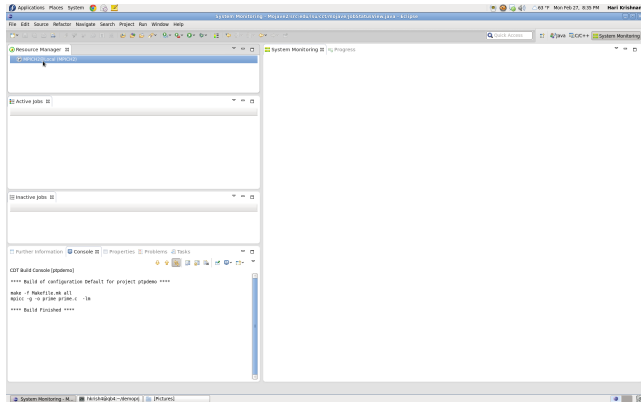 Applications Places System
63 °F Mon Feb 27, 8:35 PM Hari Krishnan
File Edit Source Refactor Navigate Search Project Run Window Help
Quick Access
Java C/C++ System Monitoring
Resource Manager
System Monitoring Progress
Active Jobs
Inactive Jobs
Further Information Console Properties Problems Tasks
CDT Build Console [ptpdemo]
**** Build of configuration Default for project ptpdemo ****
make -f Makefile.mk all
mpicc -g -o prime prime.c -lm
**** Build Finished ****
System Monitoring - M... [Pictures]